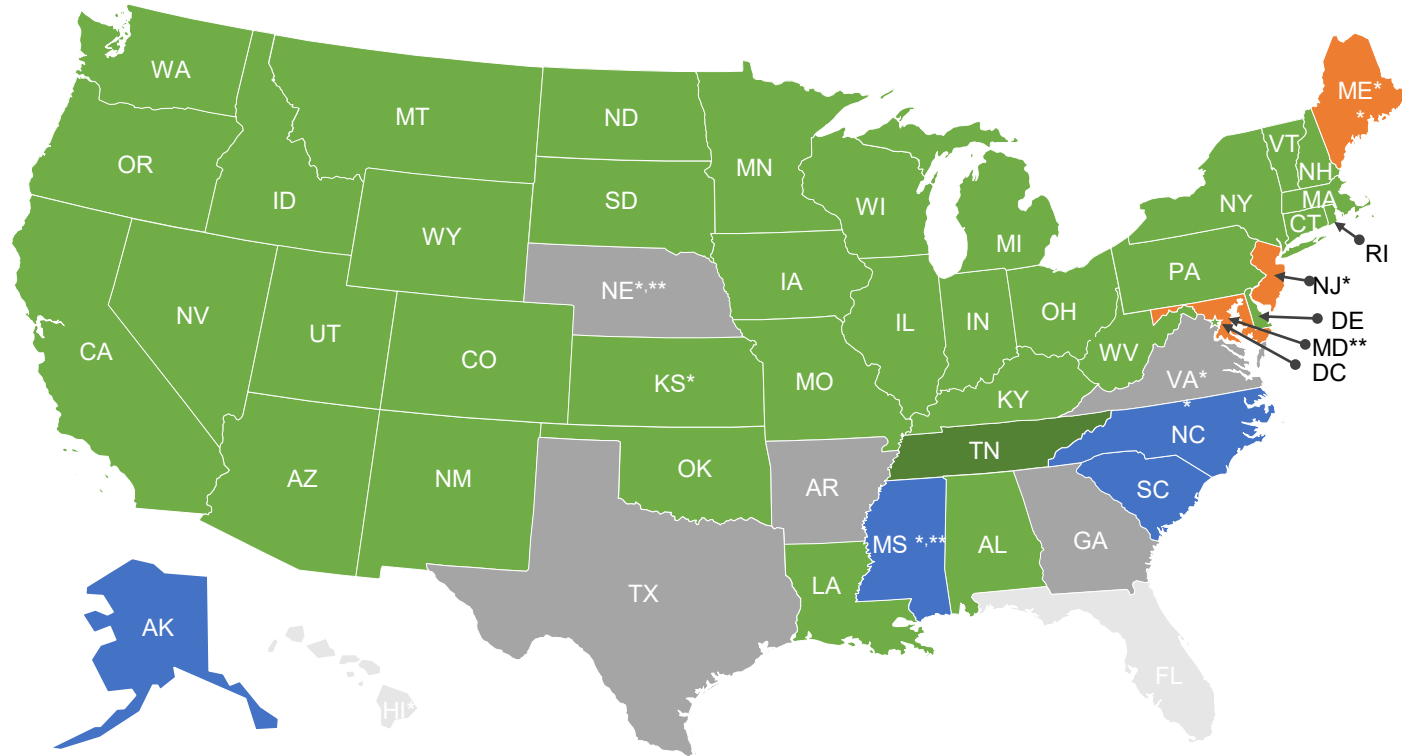 WA
MT
ND
MN
ME*
*
OR
ID
SD
WI
VT
NH
WY
MI
NY
MA
CT
RI
NE*,**
IA
PA
NJ*
NV
UT
IL
IN
OH
DE
CA
CO
MD**
WV
DC
KS*
MO
VA*
KY
*
NC
TN
AZ
NM
OK
AR
SC
MS *,**
AL
GA
TX
LA
AK
FL
HI*